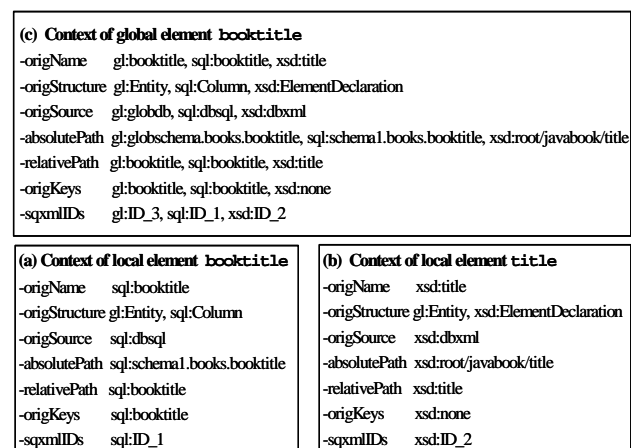 (c) Context of global element booktitle
-origName gl:booktitle, sql:booktitle, xsd:title
-origStructure gl:Entity, sql:Column, xsd:ElementDeclaration
-origSource gl:globdb, sql:dbsql, xsd:dbxml
-absolutePath gl:globschema.books.booktitle, sql:schema1.books.booktitle, xsd:root/javabook/title
-relativePath gl:booktitle, sql:booktitle, xsd:title
-origKeys gl:booktitle, sql:booktitle, xsd:none
-sqxmlIDs gl:ID_3, sql:ID_1, xsd:ID_2
(a) Context of local element booktitle
-origName sql:booktitle
-origStructure gl:Entity, sql:Column
-origSource sql:dbsql
-absolutePath sql:schema1.books.booktitle
-relativePath sql:booktitle
-origKeys sql:booktitle
-sqxmlIDs sql:ID_1
(b) Context of local element title
-origName xsd:title
-origStructure gl:Entity, xsd:ElementDeclaration
-origSource xsd:dbxml
-absolutePath xsd:root/javabook/title
-relativePath xsd:title
-origKeys xsd:none
-sqxmlIDs xsd:ID_2